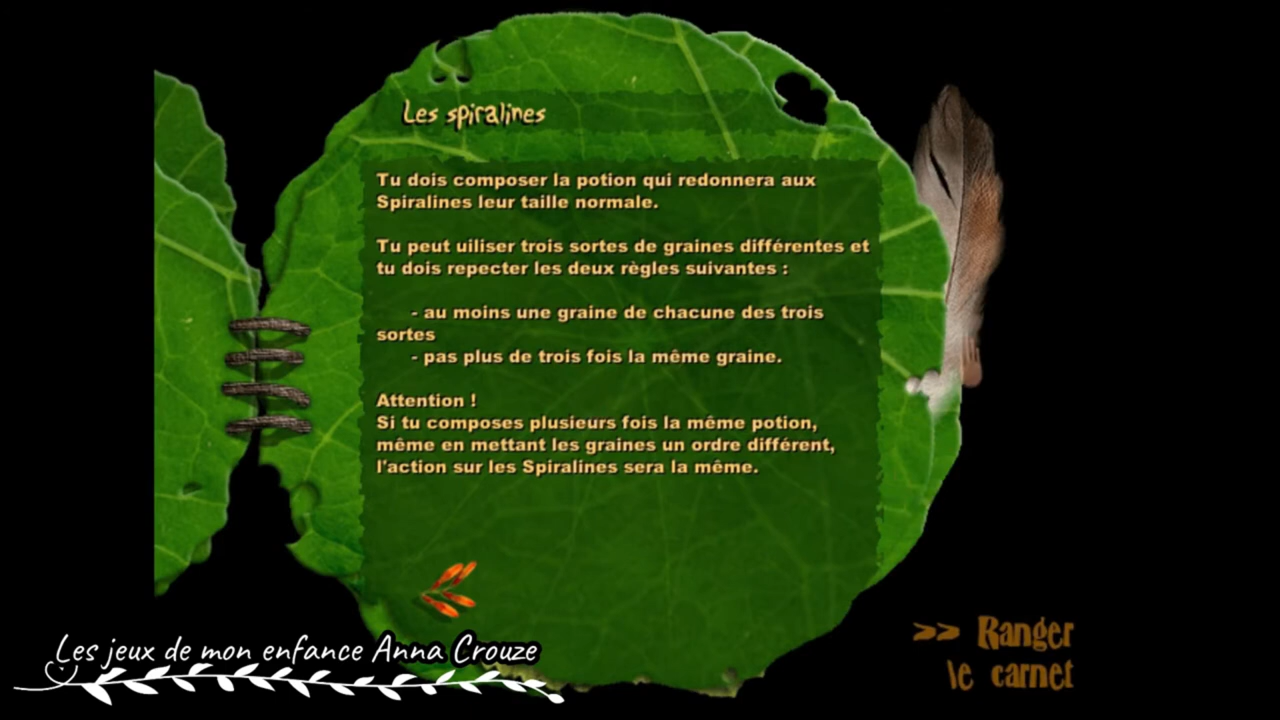 Les spiralines
Tu dois composer la potion qui redonnera aux
Spiralines leur taille normale.
Tu peut uiliser trois sortes de graines différentes et
tu dois repecter les deux règles suivantes :
- au moins une graine de chacune des trois
sortes
- pas plus de trois fois la même graine.
Attention !
Si tu composes plusieurs fois la même potion,
même en mettant les graines un ordre différent,
l'action sur les Spiralines sera la même.
>> Ranger
le carnet
Les jeux de mon enfance Anna Crouze